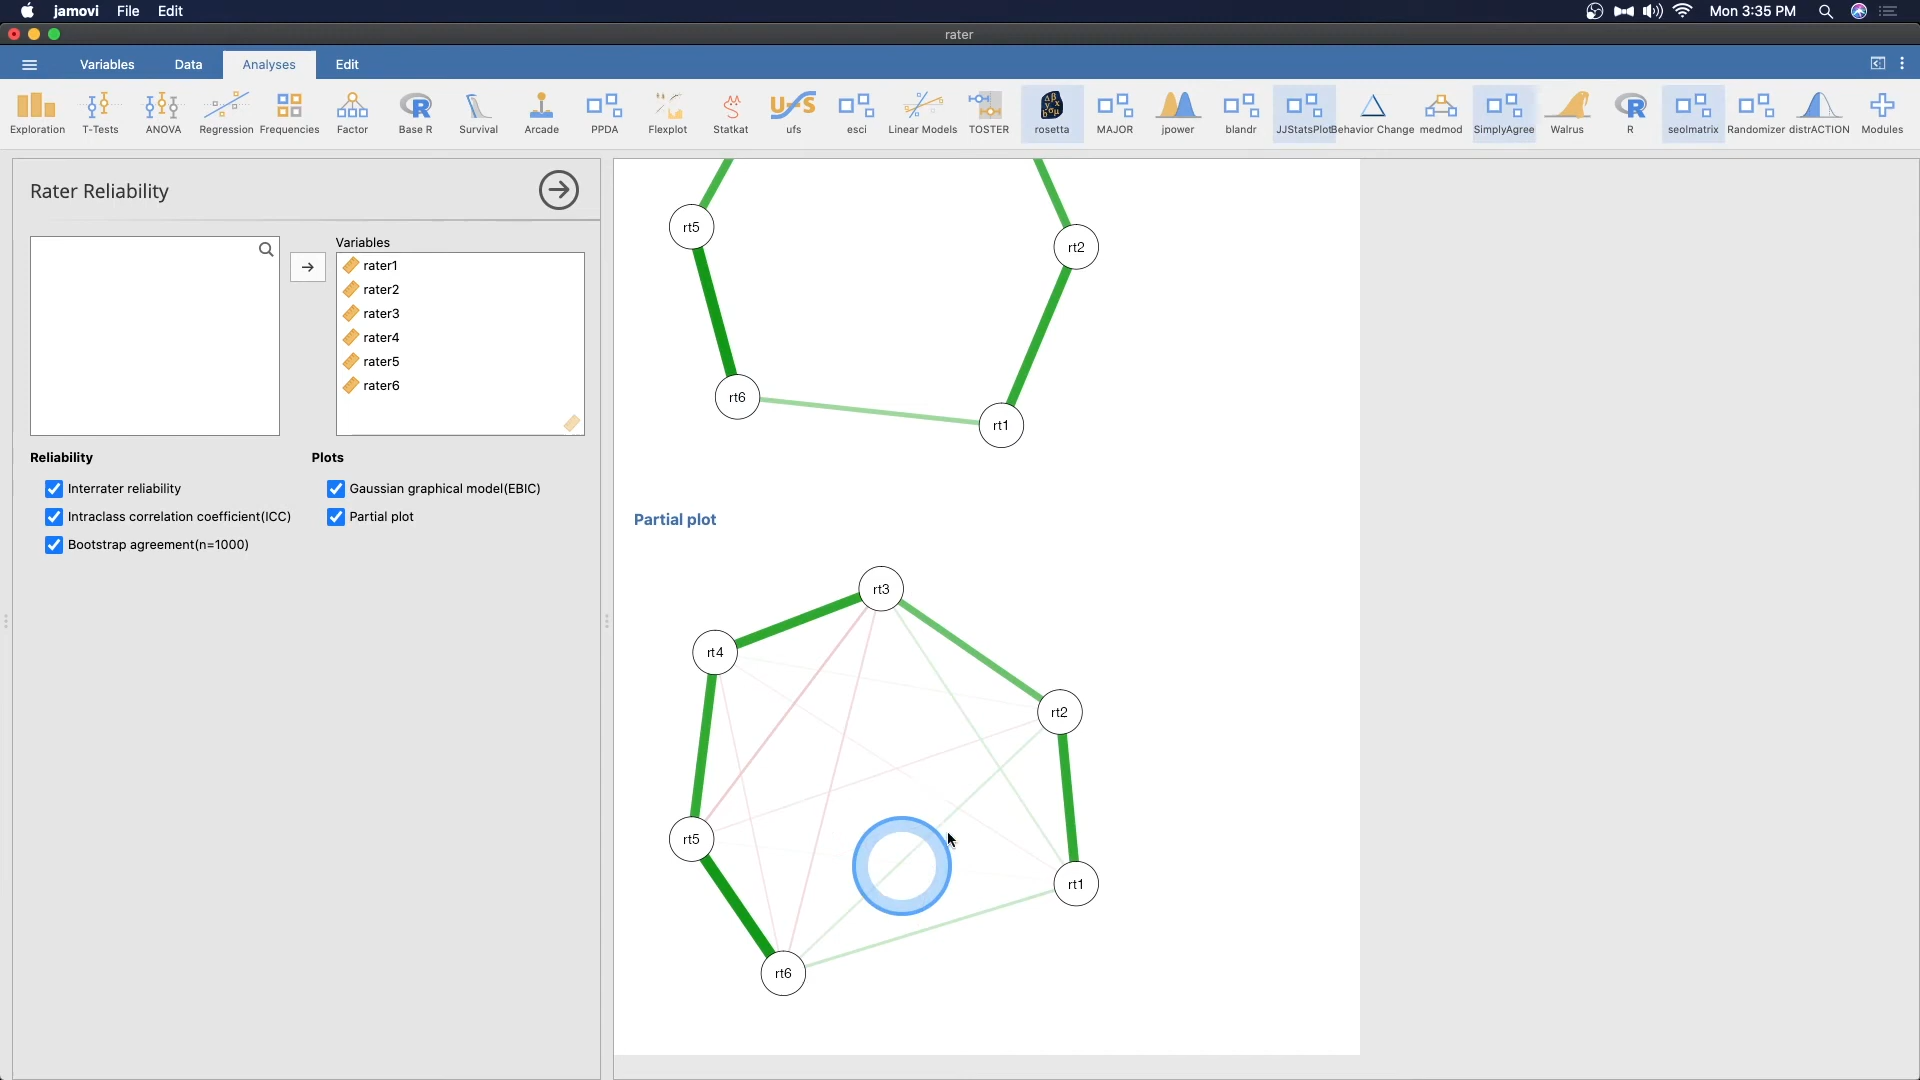 jamovi File Edit Mon 3:35 PM
rater
Variables Data Analyses Edit
Exploration T-Tests ANOVA Regression Frequencies Factor Base R Survival Arcade PPDA Flexplot Statkat ufs esci Linear Models TOSTER rosetta MAJOR jpower blandr JJStatsPlot Behavior Change medmod SimplyAgree Walrus R seolmatrix Randomizer distrACTION Modules
Rater Reliability
Variables
rater1
rater2
rater3
rater4
rater5
rater6
Reliability
Interrater reliability
Intraclass correlation coefficient(ICC)
Bootstrap agreement(n=1000)
Plots
Gaussian graphical model(EBIC)
Partial plot
rt5
rt2
rt6
rt1
Partial plot
rt3
rt4
rt2
rt5
rt1
rt6